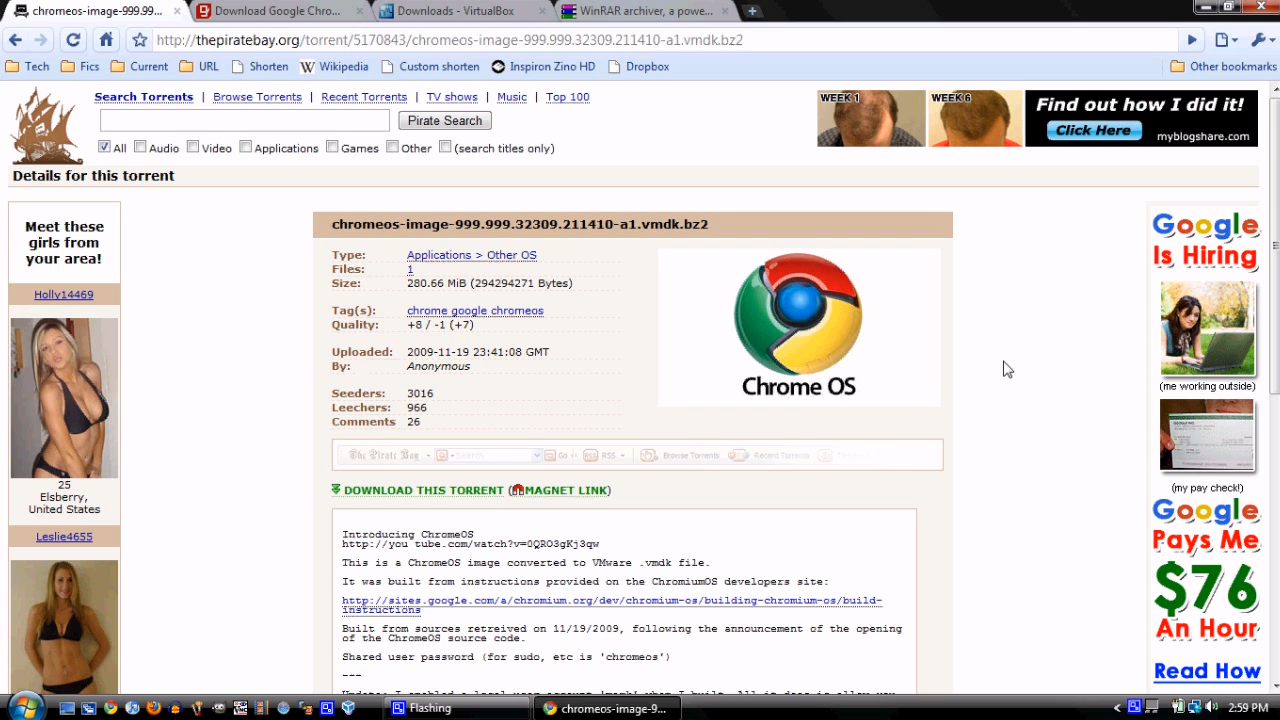 chromeos-image-999.99...
Download Google Chro...
Downloads - VirtualBox
WinRAR archiver, a powe...
http://thepiratebay.org/torrent/5170843/chromeos-image-999.999.32309.211410-a1.vmdk.bz2
Tech Fics Current URL Shorten Wikipedia Custom shorten Inspiron Zino HD Dropbox Other bookmarks
Search Torrents | Browse Torrents | Recent Torrents | TV shows | Music | Top 100
Pirate Search
All Audio Video Applications Games Other (search titles only)
WEEK 1
WEEK 6
Find out how I did it!
Click Here
myblogshare.com
Details for this torrent
Meet these
girls from
your area!
Holly14469
25
Elsberry,
United States
Leslie4655
chromeos-image-999.999.32309.211410-a1.vmdk.bz2
Type: Applications > Other OS
Files: 1
Size: 280.66 MiB (294294271 Bytes)
Tag(s): chrome google chromeos
Quality: +8 / -1 (+7)
Uploaded: 2009-11-19 23:41:08 GMT
By: Anonymous
Seeders: 3016
Leechers: 966
Comments 26
Chrome OS
The Pirate Bay Go RSS Browse Torrents Recent Torrents
DOWNLOAD THIS TORRENT (MAGNET LINK)
Introducing ChromeOS
http://you tube.com/watch?v=0QRO3gKj3qw
This is a ChromeOS image converted to VMware .vmdk file.
It was built from instructions provided on the ChromiumOS developers site:
http://sites.google.com/a/chromium.org/dev/chromium-os/building-chromium-os/build-
instructions
Built from sources retreived on 11/19/2009, following the announcement of the opening
of the ChromeOS source code.
Shared user password (for sudo, etc is 'chromeos')
---
Google
Is Hiring
(me working outside)
(my pay check!)
Google
Pays Me
$76
An Hour
Read How
Flashing
chromeos-image-9...
2:59 PM